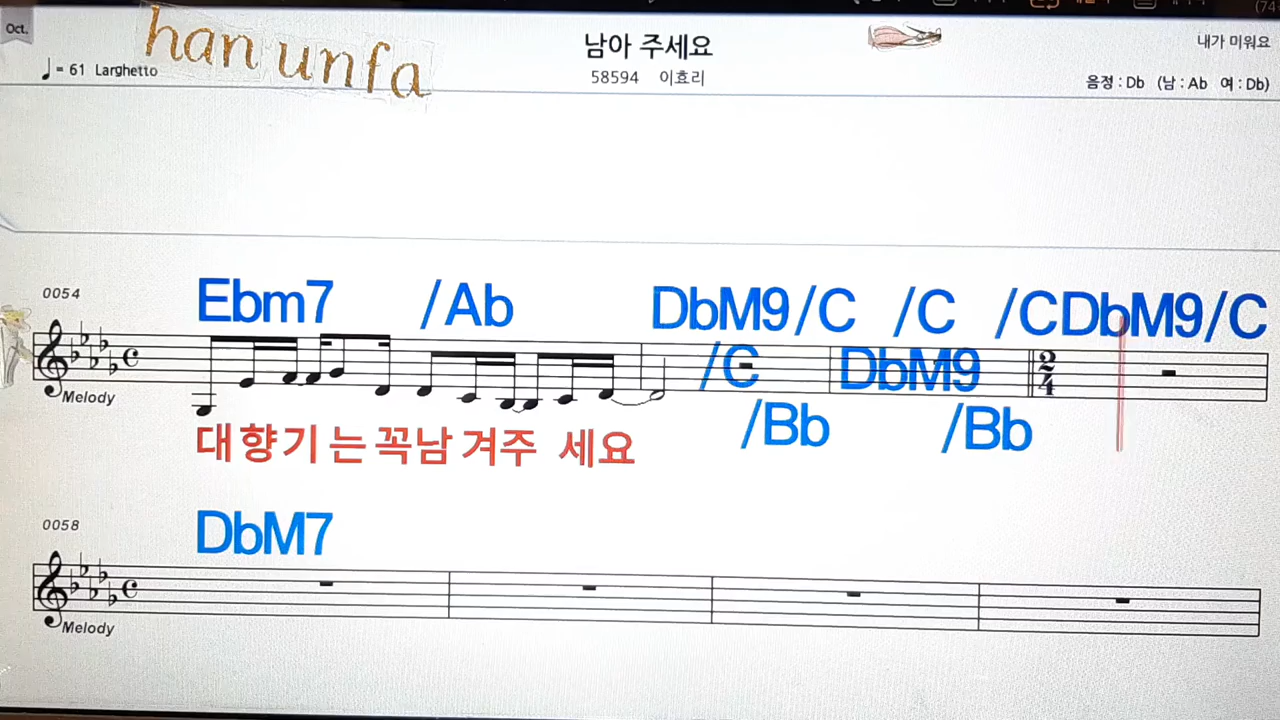 Oct.
han unfa
남아 주세요
내가 미워요
♩= 61 Larghetto
58594 이효리
음정 : Db (남 : Ab 여 : Db)
0054
Ebm7 /Ab DbM9/C /C /CDbM9/C
/C DbM9
2
4
Melody
/Bb /Bb
대향기는꼭남겨주 세요
0058
DbM7
Melody